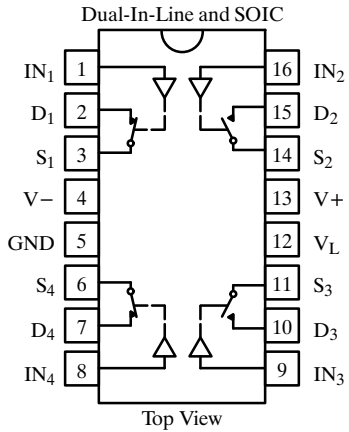 Dual-In-Line and SOIC
IN1 1 16 IN2
D1 2 15 D2
S1 3 14 S2
V− 4 13 V+
GND 5 12 VL
S4 6 11 S3
D4 7 10 D3
IN4 8 9 IN3
Top View